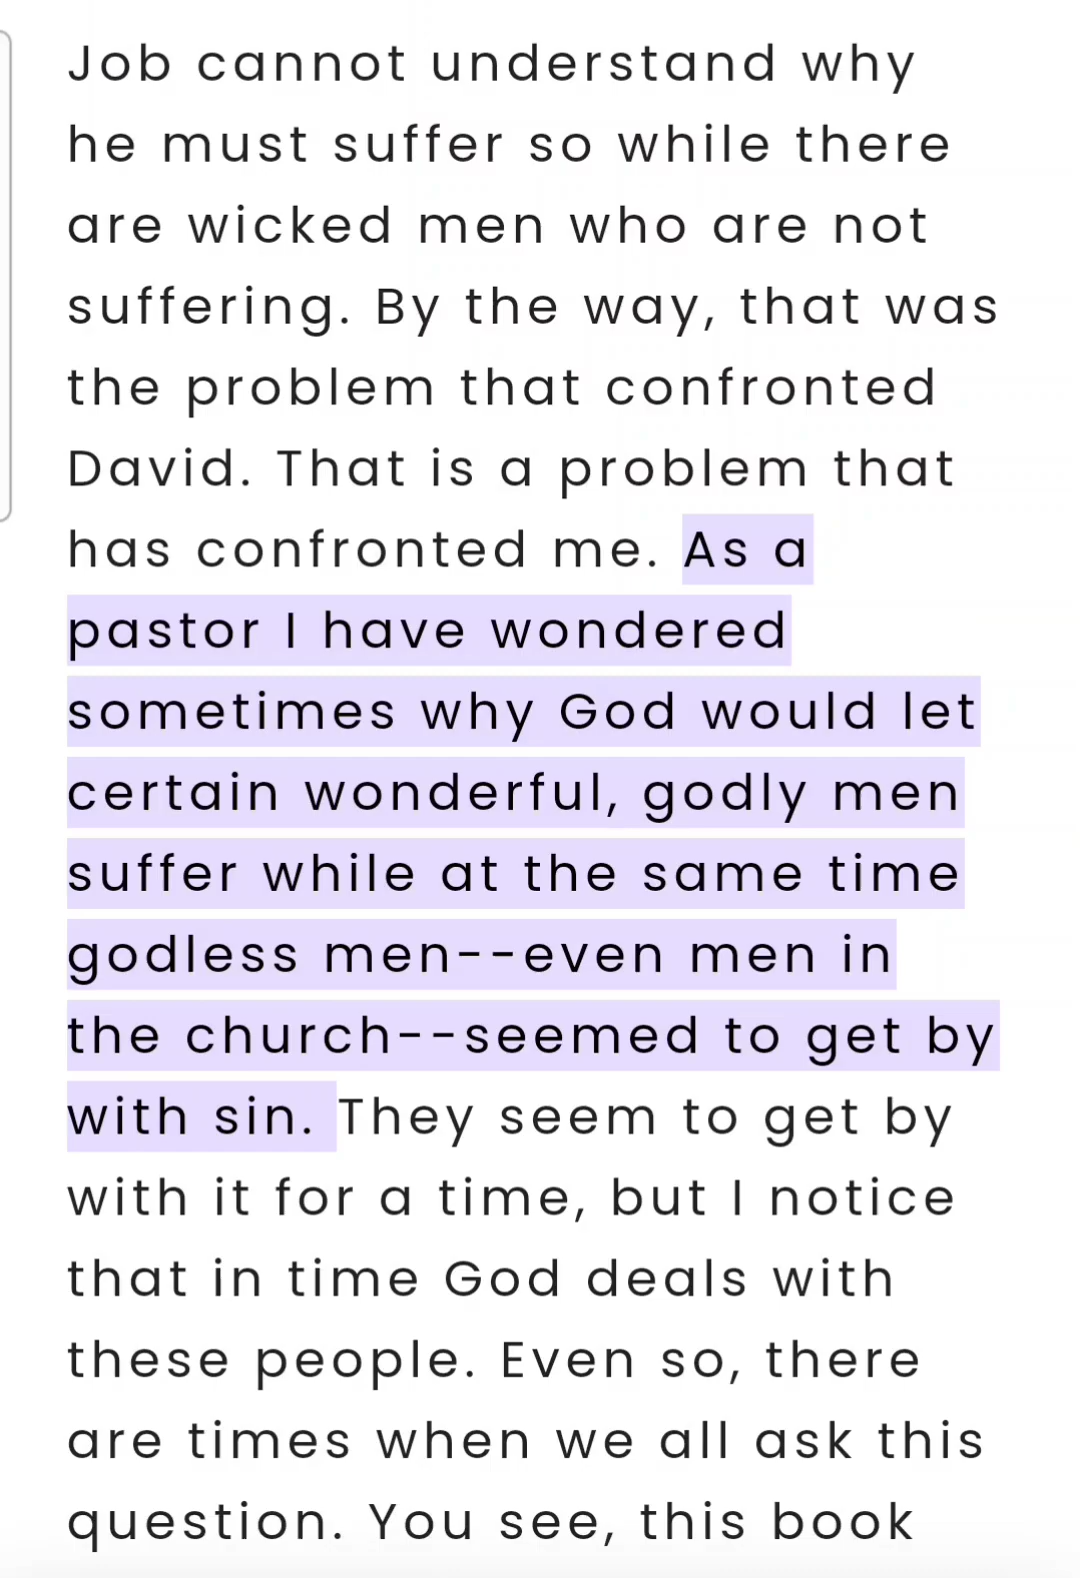 Job cannot understand why
he must suffer so while there
are wicked men who are not
suffering. By the way, that was
the problem that confronted
David. That is a problem that
has confronted me. As a
pastor I have wondered
sometimes why God would let
certain wonderful, godly men
suffer while at the same time
godless men--even men in
the church--seemed to get by
with sin. They seem to get by
with it for a time, but I notice
that in time God deals with
these people. Even so, there
are times when we all ask this
question. You see, this book